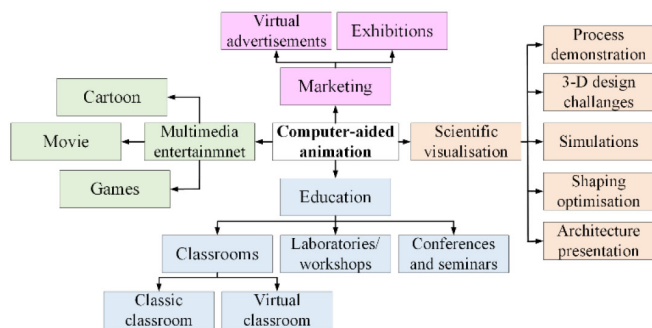 Virtual
advertisements
Exhibitions
Marketing
Process
demonstration
3-D design
challanges
Simulations
Shaping
optimisation
Architecture
presentation
Cartoon
Movie
Games
Multimedia
entertainmnet
Computer-aided
animation
Scientific
visualisation
Education
Classrooms
Laboratories/
workshops
Conferences
and seminars
Classic
classroom
Virtual
classroom